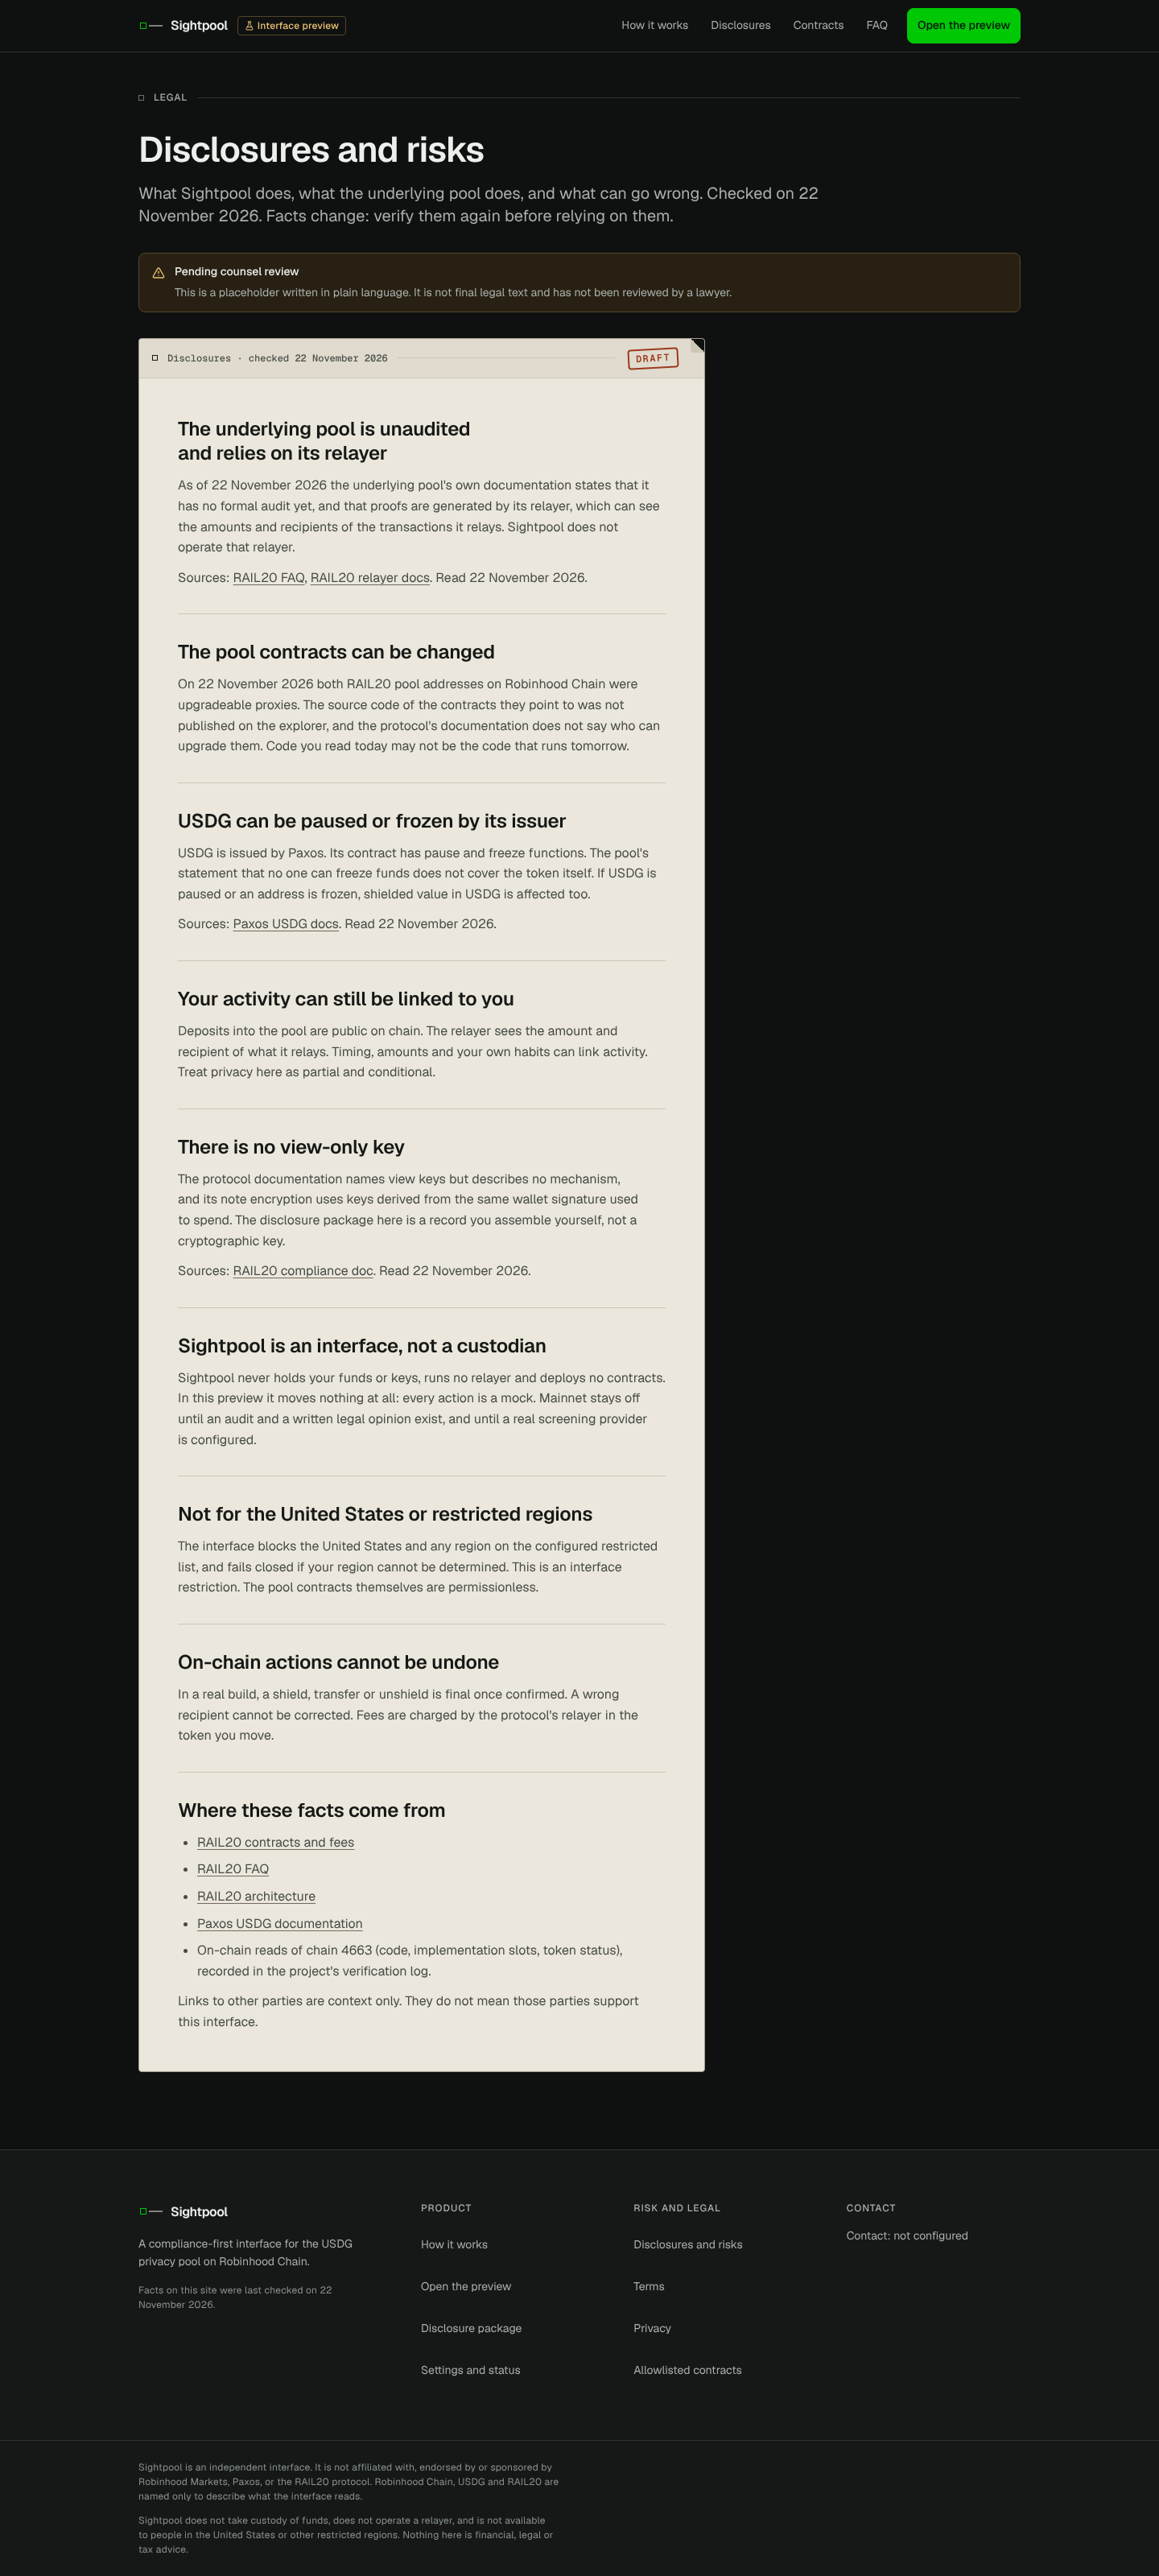 Sightpool
Interface preview
How it works
Disclosures
Contracts
FAQ
Open the preview
LEGAL
Disclosures and risks
What Sightpool does, what the underlying pool does, and what can go wrong. Checked on 22
November 2026. Facts change: verify them again before relying on them.
Pending counsel review
This is a placeholder written in plain language. It is not final legal text and has not been reviewed by a lawyer.
Disclosures · checked 22 November 2026
DRAFT
The underlying pool is unaudited
and relies on its relayer
As of 22 November 2026 the underlying pool's own documentation states that it
has no formal audit yet, and that proofs are generated by its relayer, which can see
the amounts and recipients of the transactions it relays. Sightpool does not
operate that relayer.
Sources: RAIL20 FAQ, RAIL20 relayer docs. Read 22 November 2026.
The pool contracts can be changed
On 22 November 2026 both RAIL20 pool addresses on Robinhood Chain were
upgradeable proxies. The source code of the contracts they point to was not
published on the explorer, and the protocol's documentation does not say who can
upgrade them. Code you read today may not be the code that runs tomorrow.
USDG can be paused or frozen by its issuer
USDG is issued by Paxos. Its contract has pause and freeze functions. The pool's
statement that no one can freeze funds does not cover the token itself. If USDG is
paused or an address is frozen, shielded value in USDG is affected too.
Sources: Paxos USDG docs. Read 22 November 2026.
Your activity can still be linked to you
Deposits into the pool are public on chain. The relayer sees the amount and
recipient of what it relays. Timing, amounts and your own habits can link activity.
Treat privacy here as partial and conditional.
There is no view-only key
The protocol documentation names view keys but describes no mechanism,
and its note encryption uses keys derived from the same wallet signature used
to spend. The disclosure package here is a record you assemble yourself, not a
cryptographic key.
Sources: RAIL20 compliance doc. Read 22 November 2026.
Sightpool is an interface, not a custodian
Sightpool never holds your funds or keys, runs no relayer and deploys no contracts.
In this preview it moves nothing at all: every action is a mock. Mainnet stays off
until an audit and a written legal opinion exist, and until a real screening provider
is configured.
Not for the United States or restricted regions
The interface blocks the United States and any region on the configured restricted
list, and fails closed if your region cannot be determined. This is an interface
restriction. The pool contracts themselves are permissionless.
On-chain actions cannot be undone
In a real build, a shield, transfer or unshield is final once confirmed. A wrong
recipient cannot be corrected. Fees are charged by the protocol's relayer in the
token you move.
Where these facts come from
• RAIL20 contracts and fees
• RAIL20 FAQ
• RAIL20 architecture
• Paxos USDG documentation
• On-chain reads of chain 4663 (code, implementation slots, token status),
recorded in the project's verification log.
Links to other parties are context only. They do not mean those parties support
this interface.
Sightpool
A compliance-first interface for the USDG
privacy pool on Robinhood Chain.
Facts on this site were last checked on 22
November 2026.
PRODUCT
How it works
Open the preview
Disclosure package
Settings and status
RISK AND LEGAL
Disclosures and risks
Terms
Privacy
Allowlisted contracts
CONTACT
Contact: not configured
Sightpool is an independent interface. It is not affiliated with, endorsed by or sponsored by
Robinhood Markets, Paxos, or the RAIL20 protocol. Robinhood Chain, USDG and RAIL20 are
named only to describe what the interface reads.
Sightpool does not take custody of funds, does not operate a relayer, and is not available
to people in the United States or other restricted regions. Nothing here is financial, legal or
tax advice.